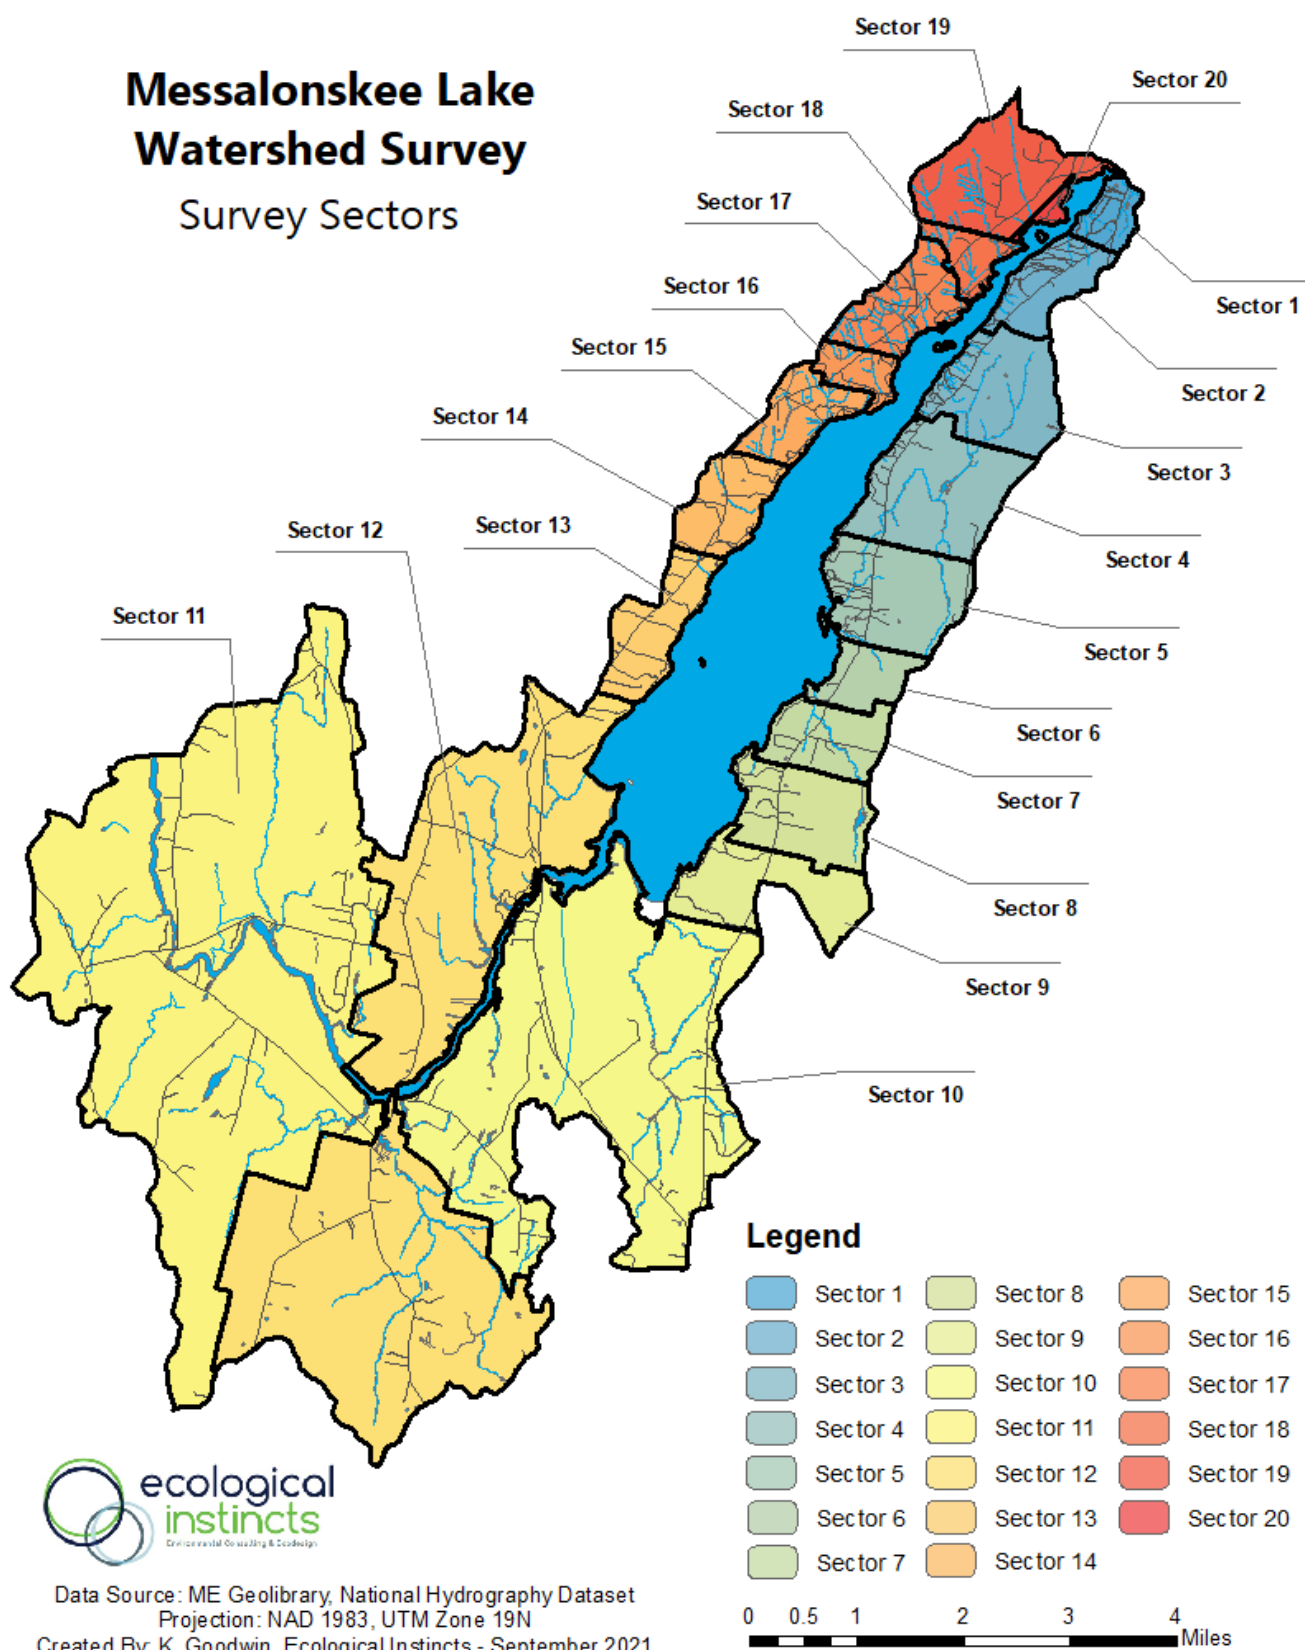 Messalonskee Lake
Watershed Survey
Survey Sectors
Sector 19
Sector 20
Sector 18
Sector 17
Sector 16
Sector 1
Sector 15
Sector 2
Sector 14
Sector 3
Sector 13
Sector 12
Sector 4
Sector 11
Sector 5
Sector 6
Sector 7
Sector 8
Sector 9
Sector 10
Legend
Sector 1
Sector 2
Sector 3
Sector 4
Sector 5
Sector 6
Sector 7
Sector 8
Sector 9
Sector 10
Sector 11
Sector 12
Sector 13
Sector 14
Sector 15
Sector 16
Sector 17
Sector 18
Sector 19
Sector 20
ecological
instincts
Environmental Consulting & Ecodesign
Data Source: ME Geolibrary, National Hydrography Dataset
Projection: NAD 1983, UTM Zone 19N
Created By: K. Goodwin, Ecological Instincts - September 2021
0 0.5 1 2 3 4
Miles